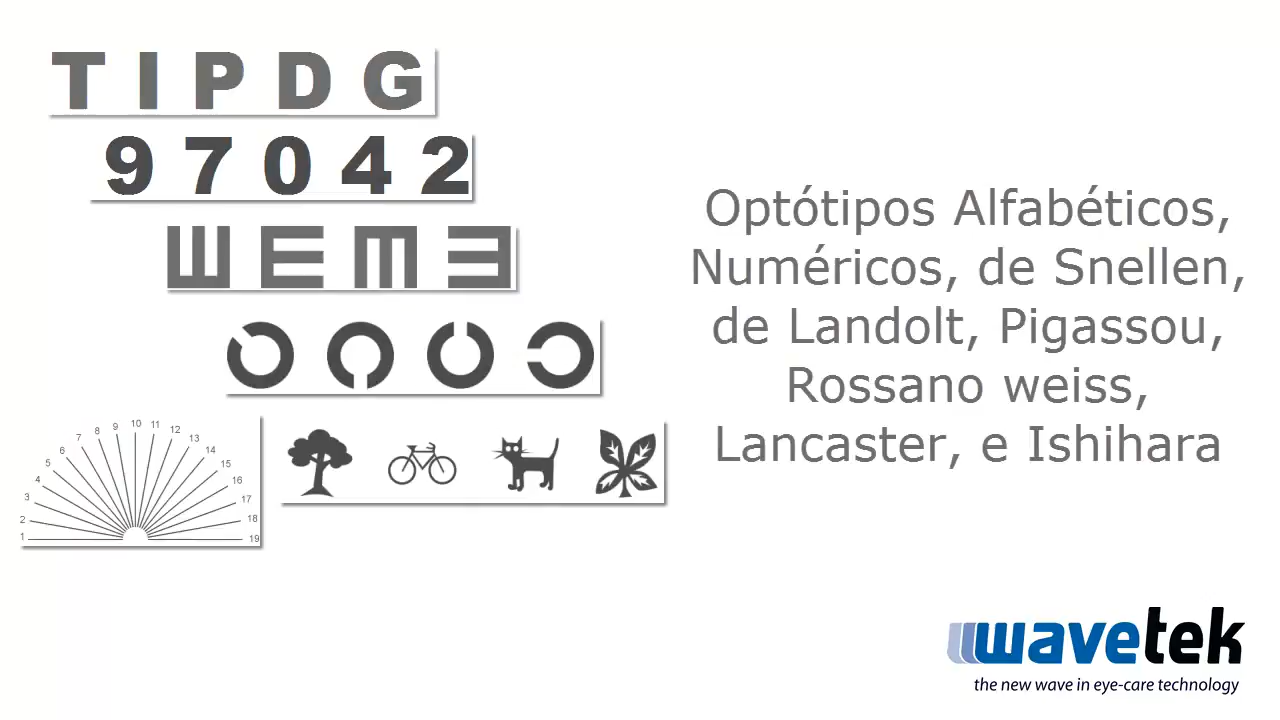 T I P D G
9 7 0 4 2
E E E E
1 2 3 4 5 6 7 8 9 10 11 12 13 14 15 16 17 18 19
Optótipos Alfabéticos,
Numéricos, de Snellen,
de Landolt, Pigassou,
Rossano weiss,
Lancaster, e Ishihara
wavetek
the new wave in eye-care technology